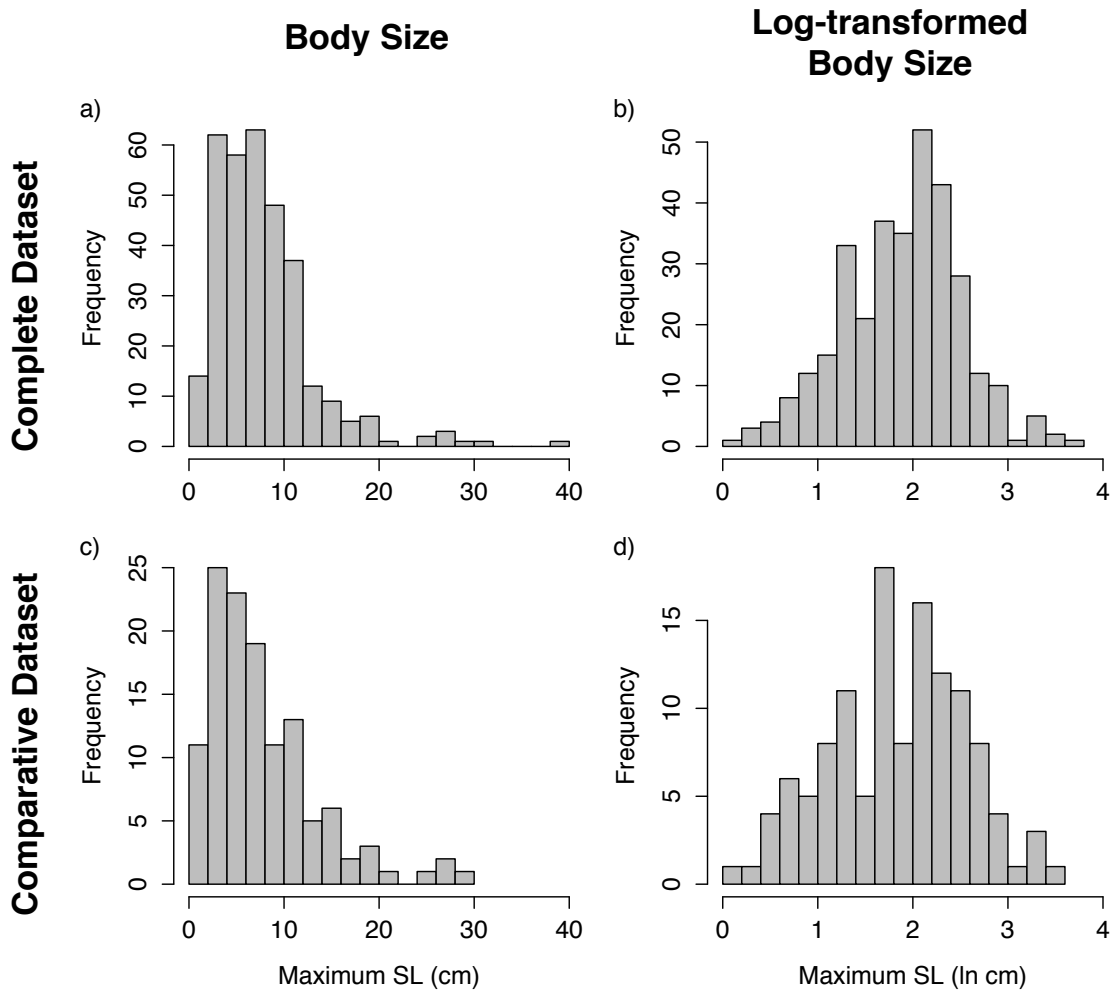 Body Size
Log-transformed
Body Size
Complete Dataset
a)
Frequency
0 10 20 30 40 50 60
0 10 20 30 40
b)
Frequency
0 10 20 30 40 50
0 1 2 3 4
Comparative Dataset
c)
Frequency
0 5 10 15 20 25
0 10 20 30 40
Maximum SL (cm)
d)
Frequency
0 5 10 15
0 1 2 3 4
Maximum SL (ln cm)